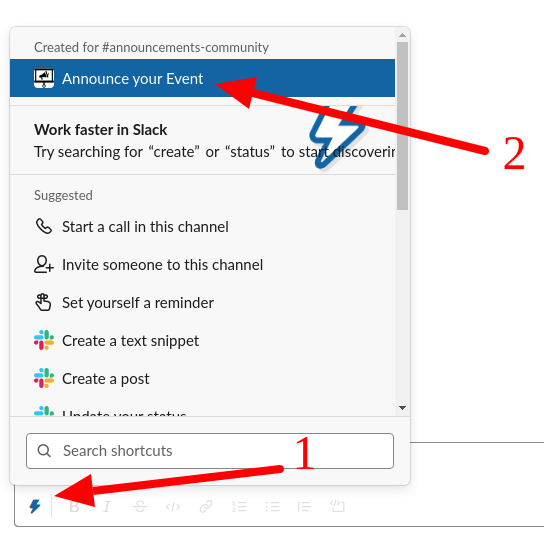 Created for #announcements-community
Announce your Event
Work faster in Slack
Try searching for “create” or “status” to start discoverin
2
Suggested
Start a call in this channel
Invite someone to this channel
Set yourself a reminder
Create a text snippet
Create a post
Update your status
Search shortcuts
1
B I S